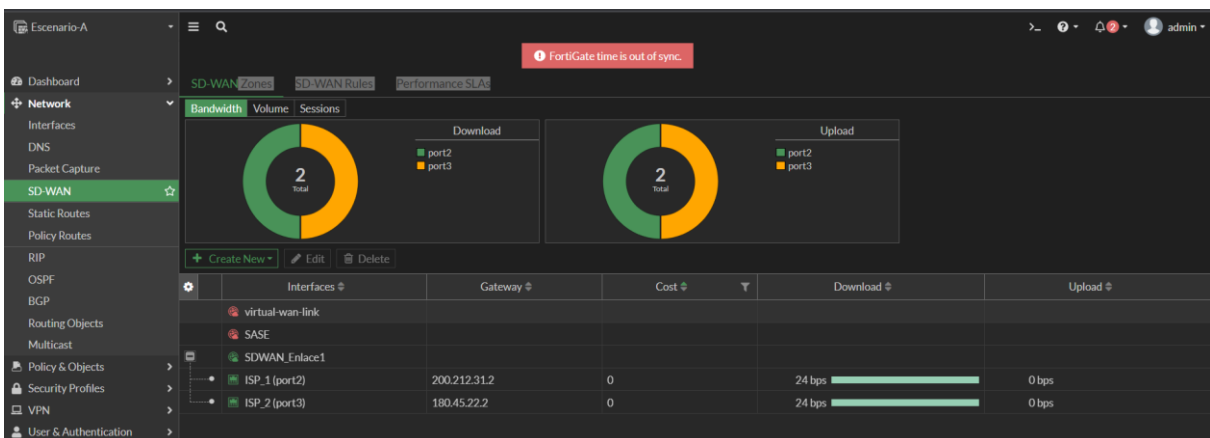 Escenario-A
>_ ? 2 admin
FortiGate time is out of sync.
Dashboard
Network
Interfaces
DNS
Packet Capture
SD-WAN
Static Routes
Policy Routes
RIP
OSPF
BGP
Routing Objects
Multicast
Policy & Objects
Security Profiles
VPN
User & Authentication
SD-WAN Zones SD-WAN Rules Performance SLAs
Bandwidth Volume Sessions
2
Total
Download
port2
port3
2
Total
Upload
port2
port3
+ Create New Edit Delete
Interfaces Gateway Cost Download Upload
virtual-wan-link
SASE
SDWAN_Enlace1
ISP_1 (port2) 200.212.31.2 0 24 bps 0 bps
ISP_2 (port3) 180.45.22.2 0 24 bps 0 bps